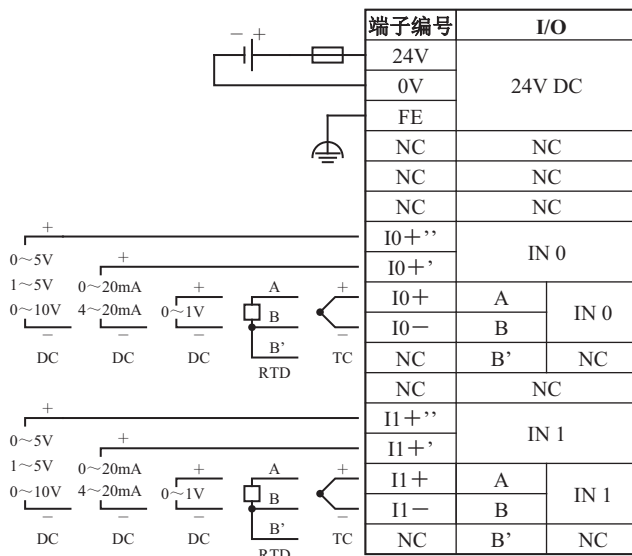 端子编号 I/O
－ ＋ 24V 24V DC
0V
FE
NC NC
NC NC
NC NC
＋ I0＋’’ IN 0
0～5V ＋ I0＋’
1～5V 0～20mA ＋ A ＋ I0＋ A IN 0
0～10V 4～20mA 0～1V B I0－ B
－ － － B’ － NC B’ NC
DC DC DC RTD TC
NC NC
＋ I1＋’’ IN 1
0～5V ＋ I1＋’
1～5V 0～20mA ＋ A ＋ I1＋ A IN 1
0～10V 4～20mA 0～1V B I1－ B
－ － － B’ － NC B’ NC
DC DC DC RTD TC